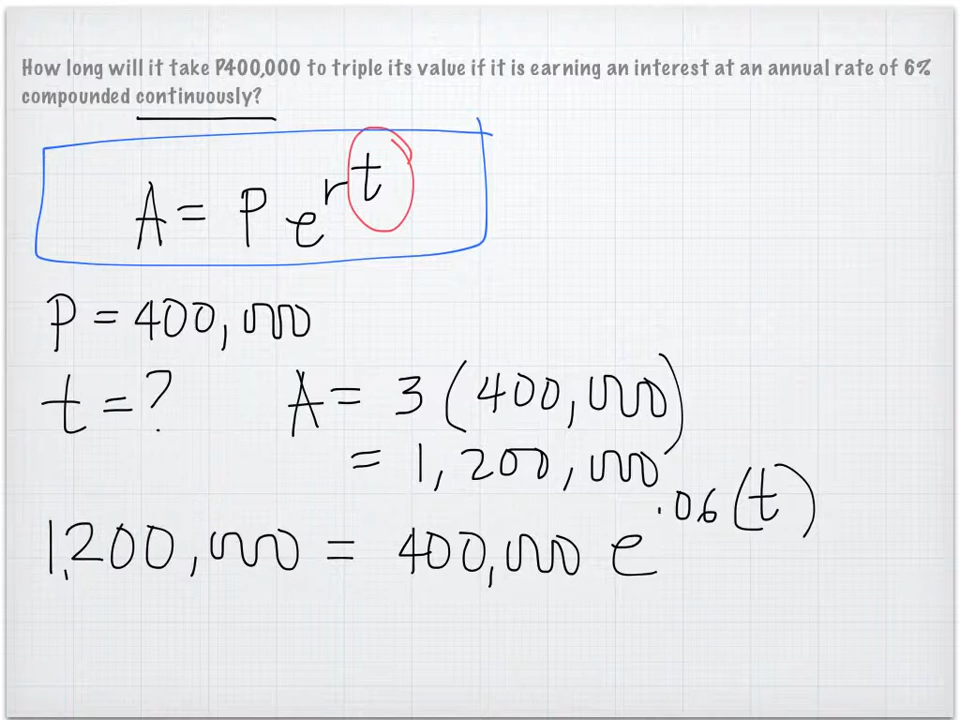 How long will it take P400,000 to triple its value if it is earning an interest at an annual rate of 6%
compounded continuously?
A = P e^rt
P = 400,000
t = ? A = 3 (400,000)
= 1,200,000
1,200,000 = 400,000 e^.06(t)